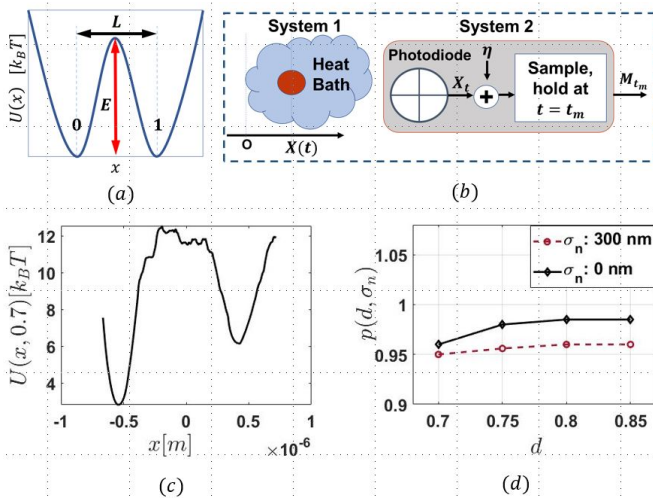 U(x) [k_BT]
L
E
0
1
x
(a)
System 1
System 2
Heat
Bath
O
X(t)
Photodiode
X_t
η
+
Sample,
hold at
t = t_m
M_{t_m}
(b)
U(x, 0.7)[k_BT]
12
10
8
6
4
-1
-0.5
0
0.5
1
x[m]
×10⁻⁶
(c)
p(d, σ_n)
1.05
1
0.95
0.9
σ_n: 300 nm
σ_n: 0 nm
0.7
0.75
0.8
0.85
d
(d)